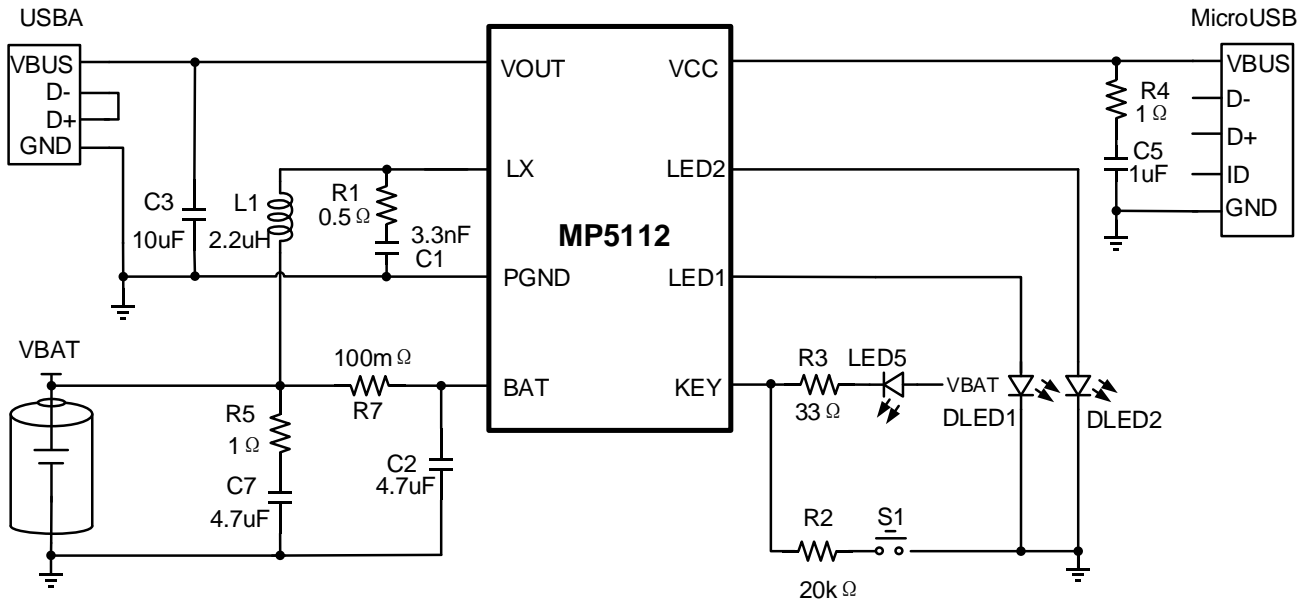 USBA
MicroUSB
VBUS
D-
D+
GND
VOUT
VCC
VBUS
D-
D+
ID
GND
R4
1Ω
C5
1uF
LX
LED2
C3
10uF
L1
2.2uH
R1
0.5Ω
3.3nF
C1
MP5112
PGND
LED1
VBAT
100mΩ
R7
BAT
KEY
R3
33Ω
LED5
VBAT
DLED1
DLED2
R5
1Ω
C7
4.7uF
C2
4.7uF
R2
20kΩ
S1